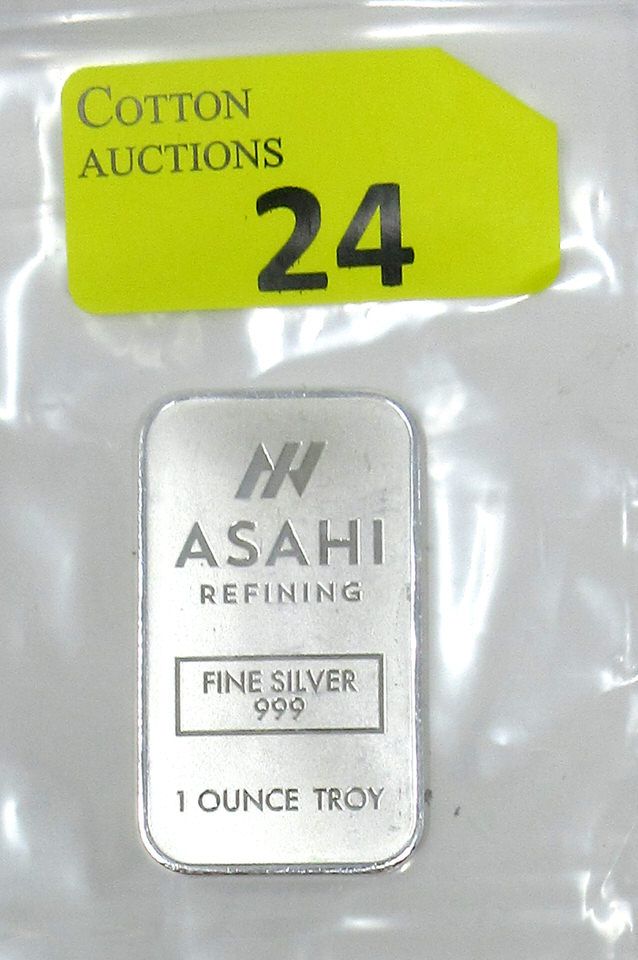 COTTON
AUCTIONS
24
ASAHI
REFINING
FINE SILVER
999
1 OUNCE TROY